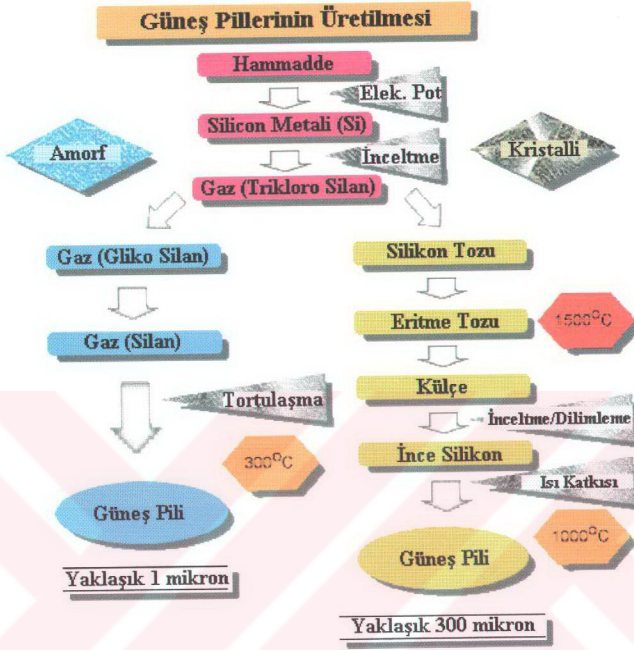 Güneş Pillerinin Üretilmesi
Hammadde
Elek. Pot
Silicon Metali (Si)
Amorf
İnceltme
Kristalli
Gaz (Trikloro Silan)
Gaz (Gliko Silan)
Silikon Tozu
Eritme Tozu
1500°C
Gaz (Silan)
Külçe
Tortulaşma
İnceltme/Dilimleme
300°C
İnce Silikon
Isı Katkısı
Güneş Pili
1000°C
Güneş Pili
Yaklaşık 1 mikron
Yaklaşık 300 mikron